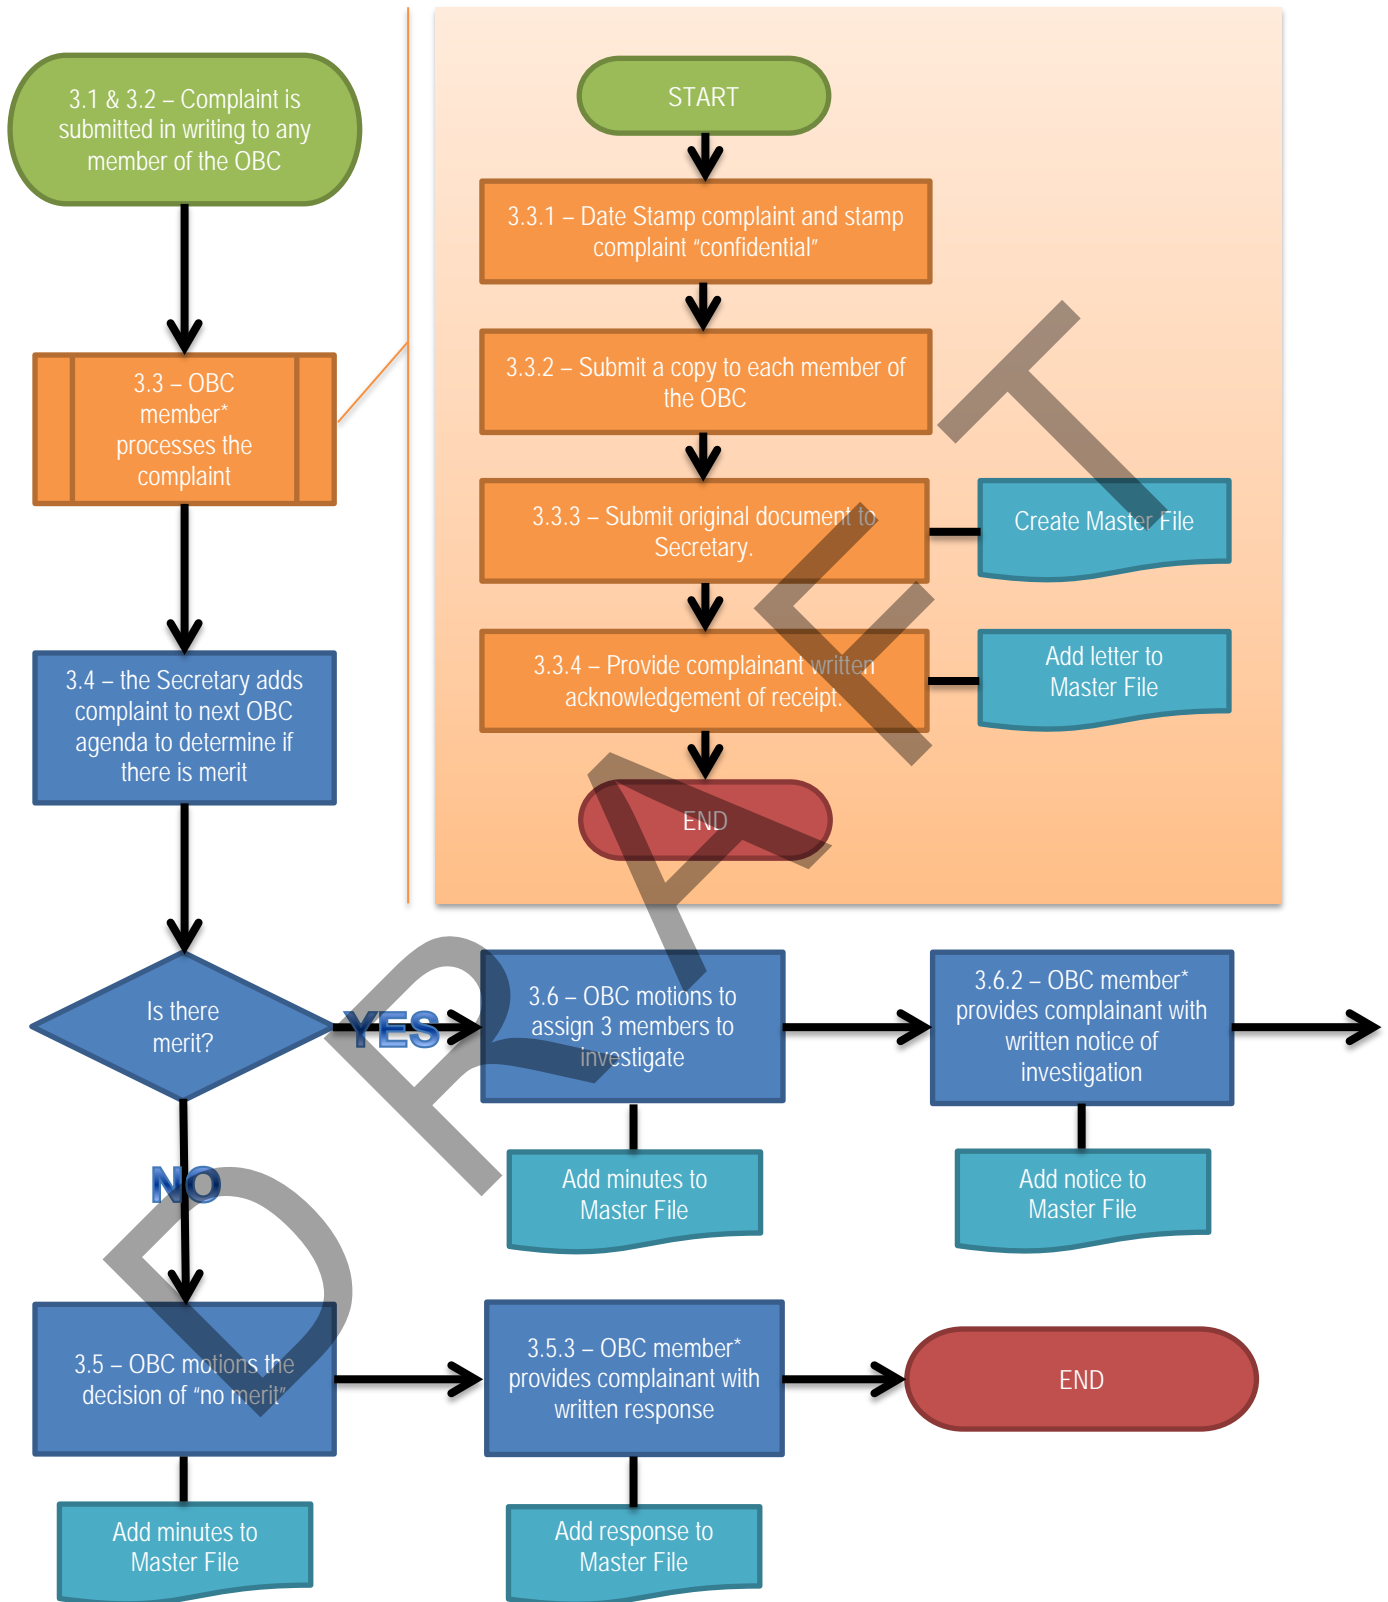 3.1 & 3.2 – Complaint is
submitted in writing to any
member of the OBC
3.3 – OBC
member*
processes the
complaint
3.4 – the Secretary adds
complaint to next OBC
agenda to determine if
there is merit
START
3.3.1 – Date Stamp complaint and stamp
complaint “confidential”
3.3.2 – Submit a copy to each member of
the OBC
3.3.3 – Submit original document to
Secretary.
Create Master File
3.3.4 – Provide complainant written
acknowledgement of receipt.
Add letter to
Master File
END
Is there
merit?
YES
3.6 – OBC motions to
assign 3 members to
investigate
3.6.2 – OBC member*
provides complainant with
written notice of
investigation
Add minutes to
Master File
Add notice to
Master File
NO
3.5 – OBC motions the
decision of “no merit”
3.5.3 – OBC member*
provides complainant with
written response
END
Add minutes to
Master File
Add response to
Master File
DRAFT